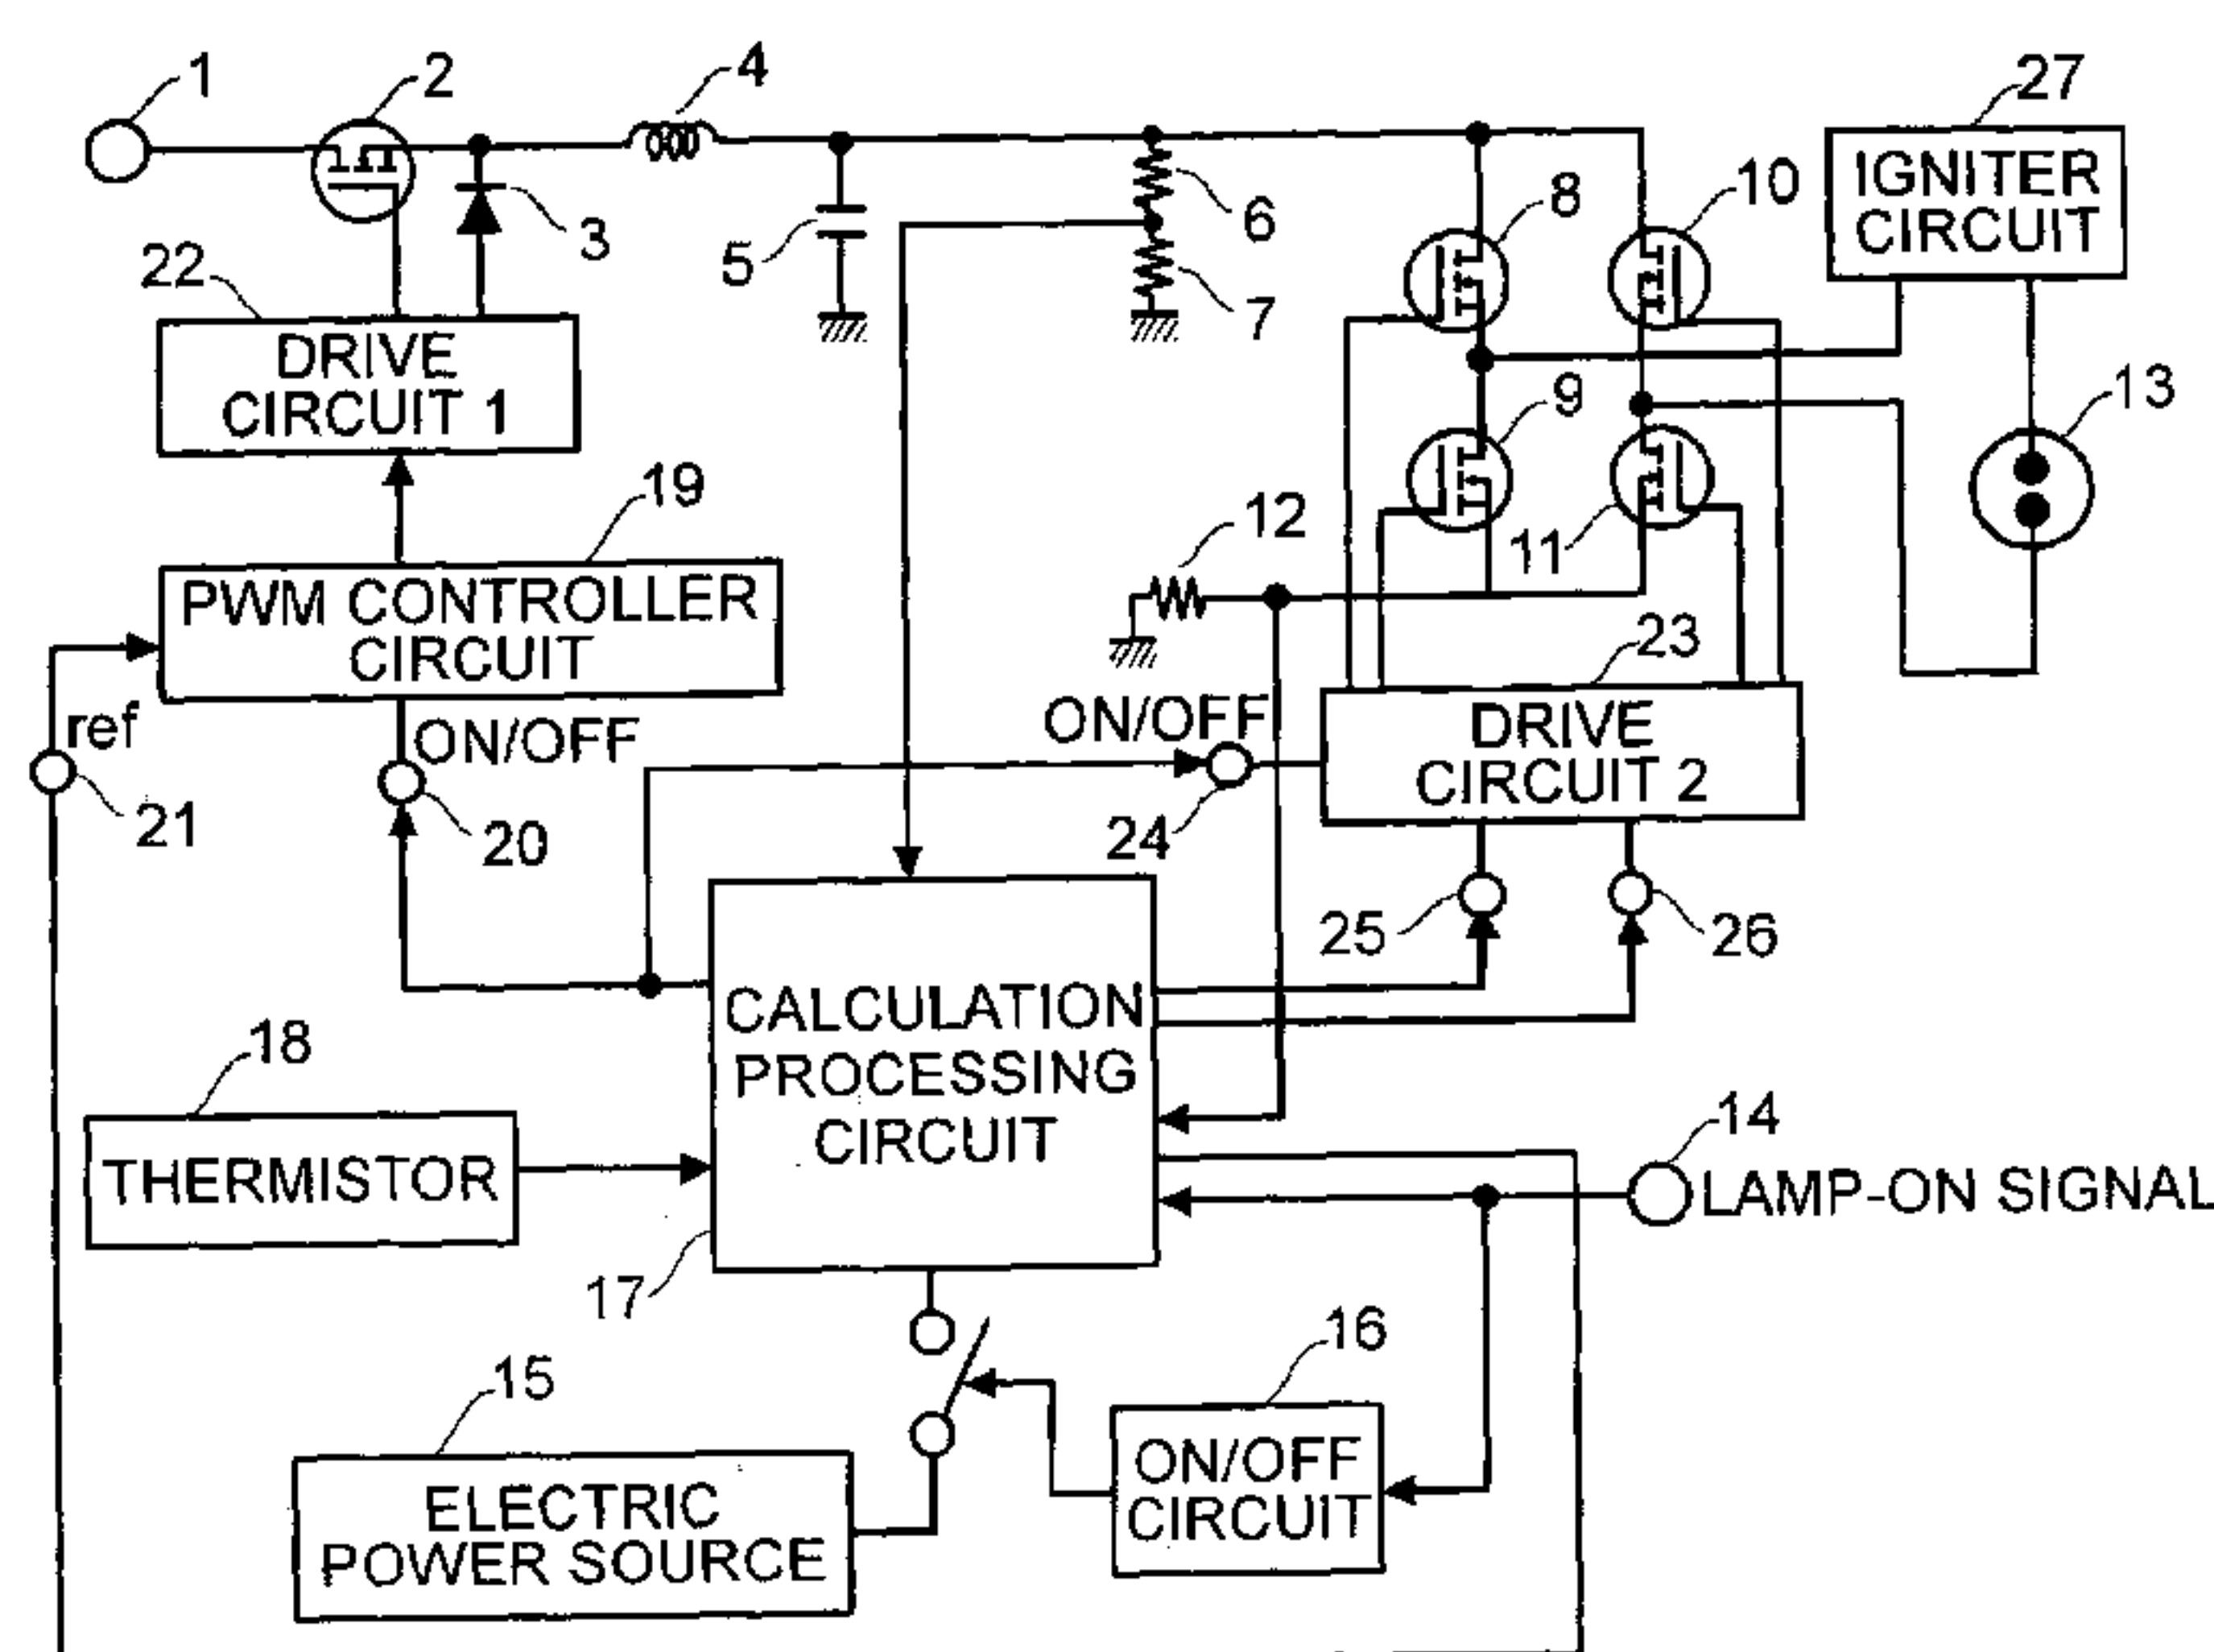 1
2
4
27
IGNITER
CIRCUIT
8
10
6
3
5
22
7
DRIVE
CIRCUIT 1
9
13
19
12
11
PWM CONTROLLER
CIRCUIT
23
ref
ON/OFF
ON/OFF
DRIVE
CIRCUIT 2
21
20
24
25
26
CALCULATION
PROCESSING
CIRCUIT
18
THERMISTOR
14
LAMP-ON SIGNAL
17
16
15
ON/OFF
CIRCUIT
ELECTRIC
POWER SOURCE